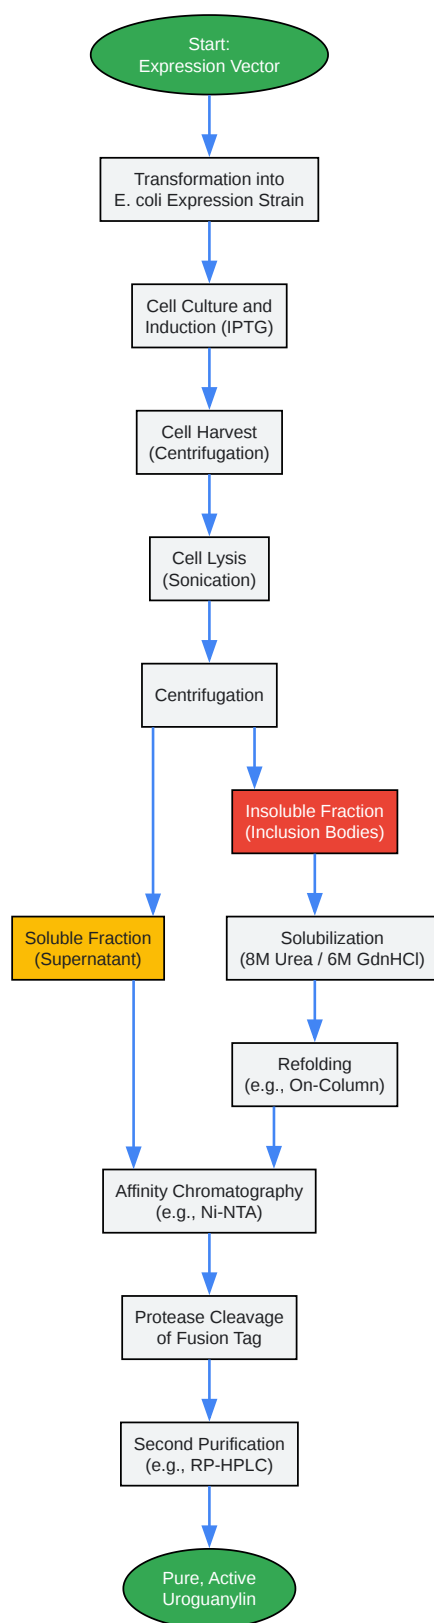 Start:
Expression Vector
Transformation into
E. coli Expression Strain
Cell Culture and
Induction (IPTG)
Cell Harvest
(Centrifugation)
Cell Lysis
(Sonication)
Centrifugation
Insoluble Fraction
(Inclusion Bodies)
Soluble Fraction
(Supernatant)
Solubilization
(8M Urea / 6M GdnHCl)
Refolding
(e.g., On-Column)
Affinity Chromatography
(e.g., Ni-NTA)
Protease Cleavage
of Fusion Tag
Second Purification
(e.g., RP-HPLC)
Pure, Active
Uroguanylin